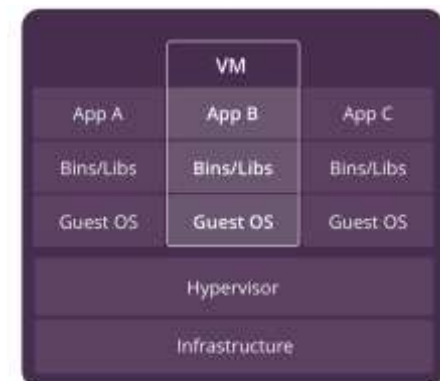 VM
App A App B App C
Bins/Libs Bins/Libs Bins/Libs
Guest OS Guest OS Guest OS
Hypervisor
Infrastructure